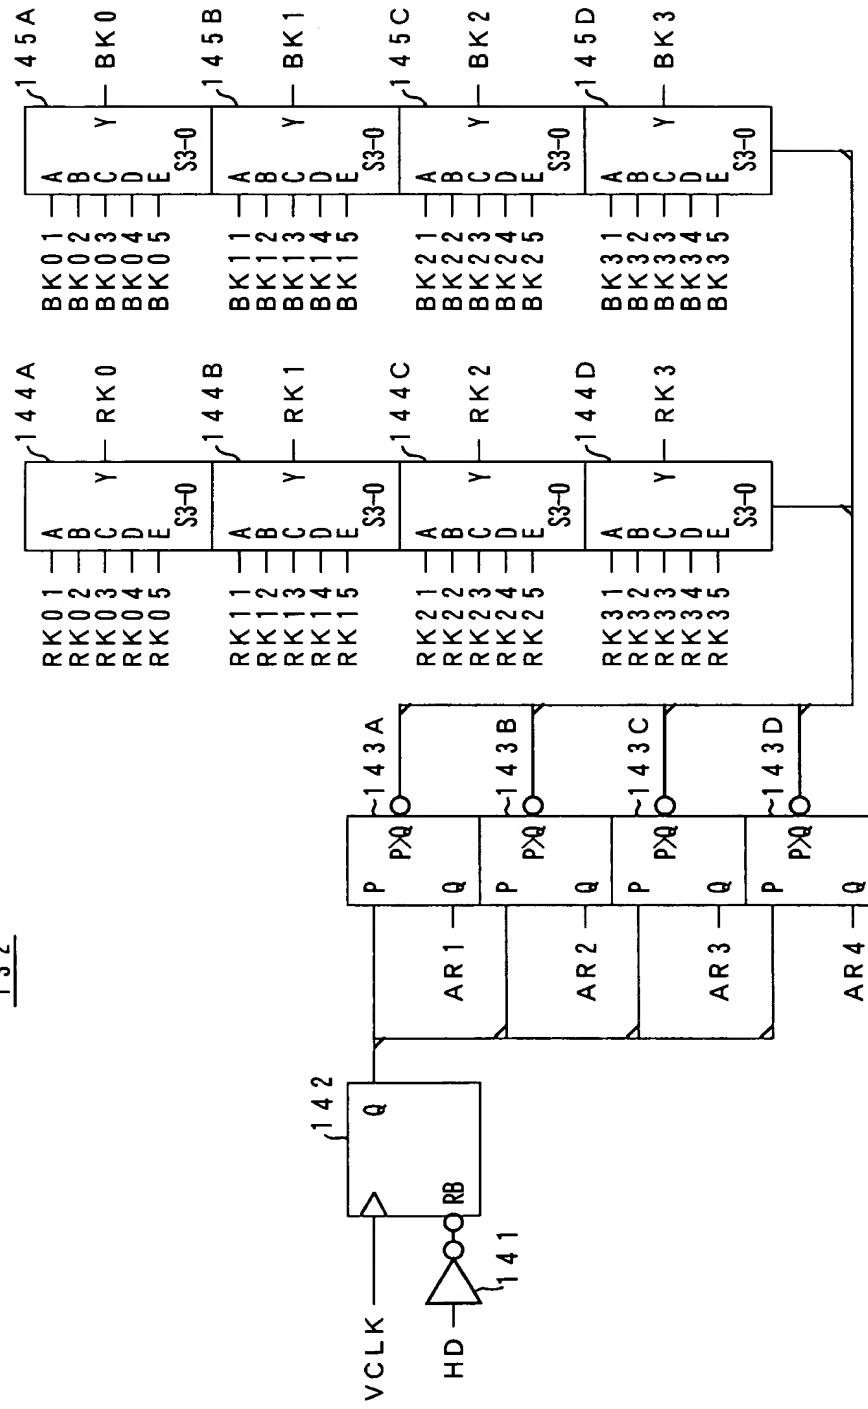 132
VCLK
HD
141
142
Q
RB
AR1
AR2
AR3
AR4
143A
P
P>Q
Q
143B
P
P>Q
Q
143C
P
P>Q
Q
143D
P
P>Q
Q
144A
RK01 A
RK02 B
RK03 C Y RK0
RK04 D
RK05 E
S3-0
144B
RK11 A
RK12 B
RK13 C Y RK1
RK14 D
RK15 E
S3-0
144C
RK21 A
RK22 B
RK23 C Y RK2
RK24 D
RK25 E
S3-0
144D
RK31 A
RK32 B
RK33 C Y RK3
RK34 D
RK35 E
S3-0
145A
BK01 A
BK02 B
BK03 C Y BK0
BK04 D
BK05 E
S3-0
145B
BK11 A
BK12 B
BK13 C Y BK1
BK14 D
BK15 E
S3-0
145C
BK21 A
BK22 B
BK23 C Y BK2
BK24 D
BK25 E
S3-0
145D
BK31 A
BK32 B
BK33 C Y BK3
BK34 D
BK35 E
S3-0